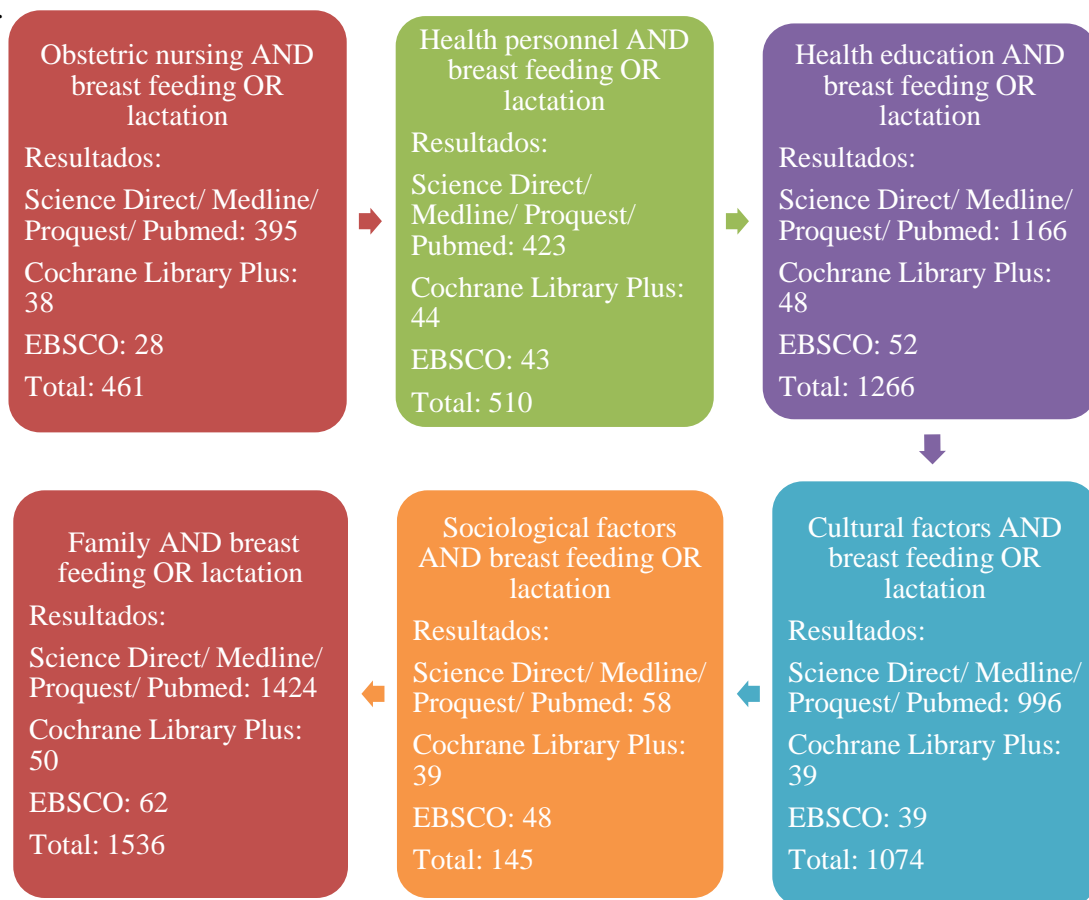 Obstetric nursing AND
breast feeding OR
lactation
Resultados:
Science Direct/ Medline/
Proquest/ Pubmed: 395
Cochrane Library Plus:
38
EBSCO: 28
Total: 461
Health personnel AND
breast feeding OR
lactation
Resultados:
Science Direct/
Medline/ Proquest/
Pubmed: 423
Cochrane Library Plus:
44
EBSCO: 43
Total: 510
Health education AND
breast feeding OR
lactation
Resultados:
Science Direct/ Medline/
Proquest/ Pubmed: 1166
Cochrane Library Plus:
48
EBSCO: 52
Total: 1266
Cultural factors AND
breast feeding OR
lactation
Resultados:
Science Direct/ Medline/
Proquest/ Pubmed: 996
Cochrane Library Plus:
39
EBSCO: 39
Total: 1074
Sociological factors
AND breast feeding OR
lactation
Resultados:
Science Direct/ Medline/
Proquest/ Pubmed: 58
Cochrane Library Plus:
39
EBSCO: 48
Total: 145
Family AND breast
feeding OR lactation
Resultados:
Science Direct/ Medline/
Proquest/ Pubmed: 1424
Cochrane Library Plus:
50
EBSCO: 62
Total: 1536